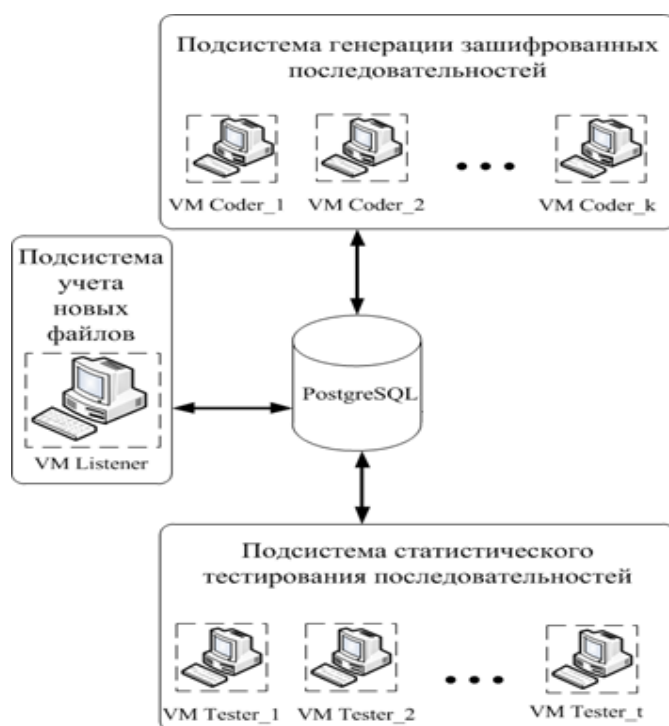 Подсистема генерации зашифрованных
последовательностей
VM Coder_1
VM Coder_2
VM Coder_k
Подсистема
учета
новых
файлов
VM Listener
PostgreSQL
Подсистема статистического
тестирования последовательностей
VM Tester_1
VM Tester_2
VM Tester_t